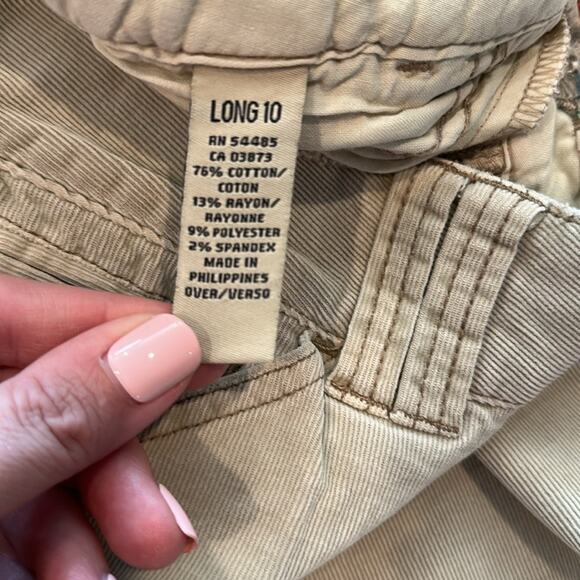 LONG 10
RN 54485
CA 03873
76% COTTON/
COTON
13% RAYON/
RAYONNE
9% POLYESTER
2% SPANDEX
MADE IN
PHILIPPINES
OVER/VERSO